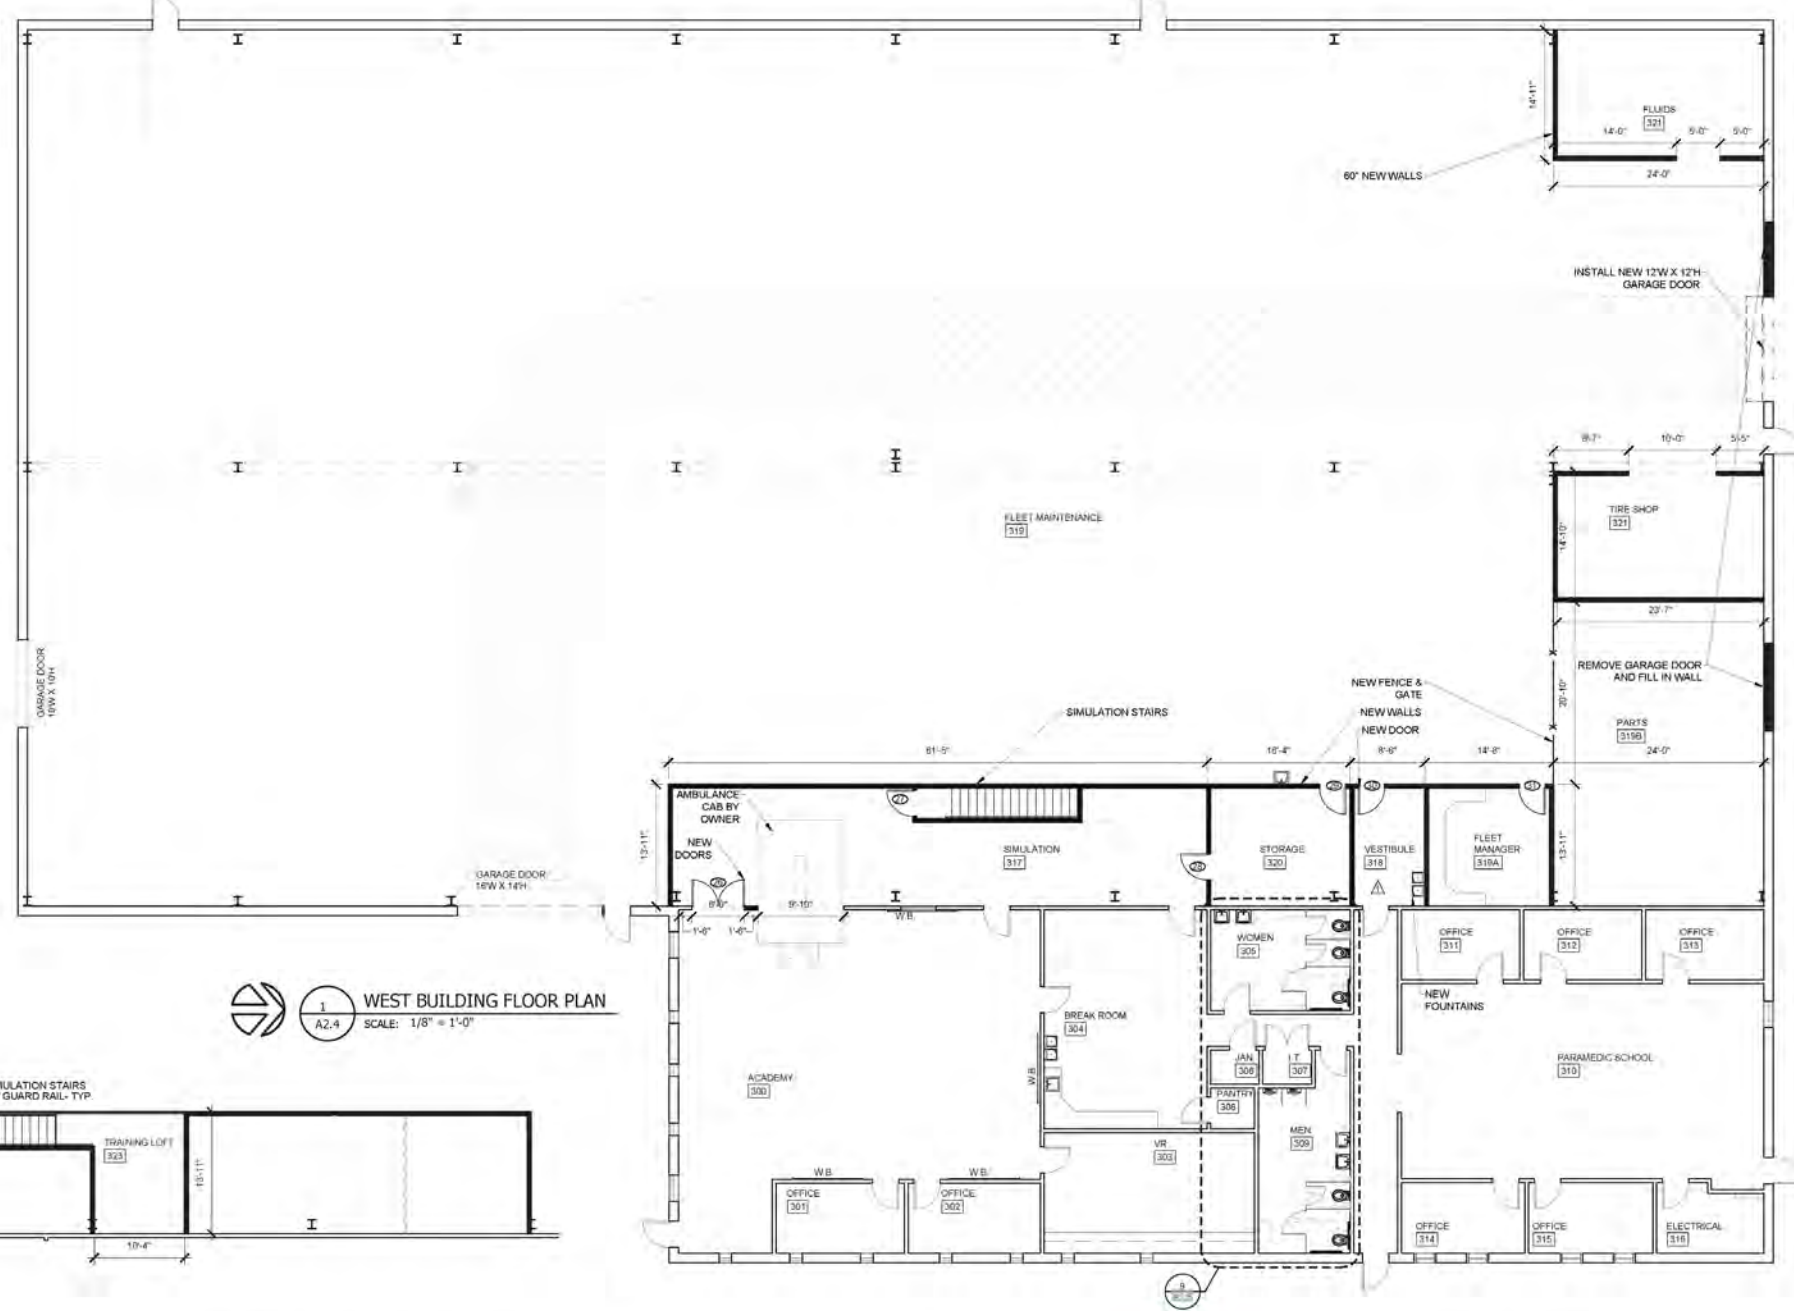 FLUIDS
321
14'-11"
14'-0"
5'-0"
5'-0"
24'-0"
60" NEW WALLS
INSTALL NEW 12'W X 12'H
GARAGE DOOR
10'-0"
5'-5"
FLEET MAINTENANCE
319
TIRE SHOP
321
14'-10"
23'-7"
GARAGE DOOR
REMOVE GARAGE DOOR
AND FILL IN WALL
20'-10"
PARTS
319B
24'-0"
NEW FENCE &
GATE
NEW WALLS
NEW DOOR
SIMULATION STAIRS
61'-5"
16'-4"
8'-6"
14'-8"
AMBULANCE
CAB BY
OWNER
NEW
DOORS
13'-11"
27
SIMULATION
317
STORAGE
320
VESTIBULE
318
FLEET
MANAGER
319A
13'-11"
GARAGE DOOR
16'W X 14'H
9'-10"
1'-6"
1'-6"
W.B.
WOMEN
305
OFFICE
311
OFFICE
312
OFFICE
313
NEW
FOUNTAINS
1
A2.4
WEST BUILDING FLOOR PLAN
SCALE: 1/8" = 1'-0"
BREAK ROOM
304
JAN
I.T.
307
PARAMEDIC SCHOOL
310
ACADEMY
300
W.B.
PANTRY
MEN
309
VR
303
GUARD RAIL- TYP
TRAINING LOFT
323
13'-11"
10'-4"
W.B.
W.B.
OFFICE
301
OFFICE
302
OFFICE
314
OFFICE
315
ELECTRICAL
316